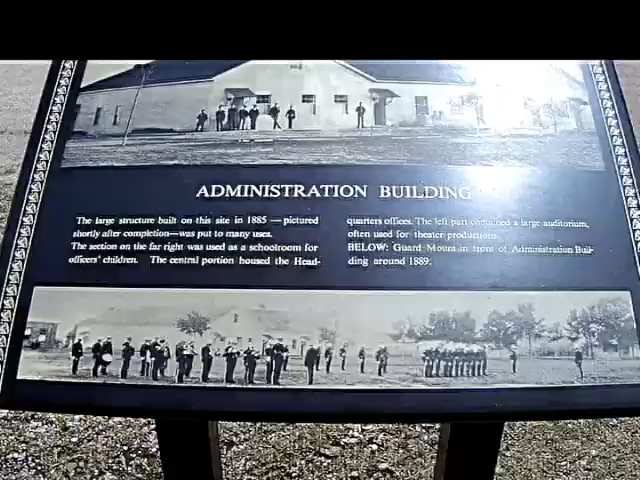 ADMINISTRATION BUILDING
The large structure built on this site in 1885 — pictured
shortly after completion—was put to many uses.
The section on the far right was used as a schoolroom for
officers' children. The central portion housed the Head-
quarters offices. The left part contained a large auditorium,
often used for theater productions.
BELOW: Guard Mount in front of Administration Buil-
ding around 1889.